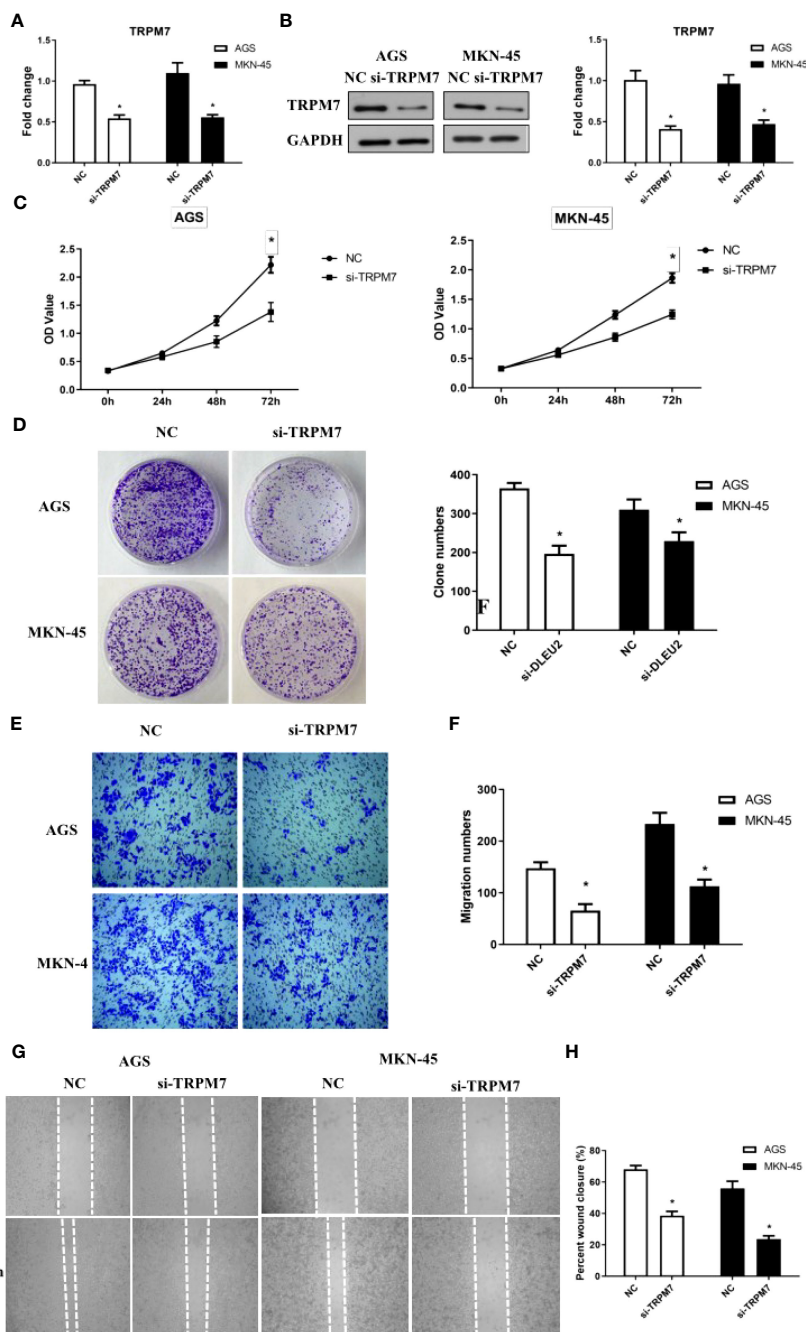 A
TRPM7
Fold change
1.5
1.0
0.5
0.0
NC
si-TRPM7
NC
si-TRPM7
AGS
MKN-45
B
AGS MKN-45
NC si-TRPM7 NC si-TRPM7
TRPM7
GAPDH
TRPM7
Fold change
1.5
1.0
0.5
0.0
NC
si-TRPM7
NC
si-TRPM7
AGS
MKN-45
* * * *
C
AGS
OD Value
2.5
2.0
1.5
1.0
0.5
0.0
0h 24h 48h 72h
*
NC
si-TRPM7
MKN-45
OD Value
2.5
2.0
1.5
1.0
0.5
0.0
0h 24h 48h 72h
*
NC
si-TRPM7
D
NC si-TRPM7
AGS
MKN-45
Clone numbers
400
300
200
100
0
F
* *
NC
si-DLEU2
NC
si-DLEU2
AGS
MKN-45
E
NC si-TRPM7
AGS
MKN-4
F
Migration numbers
300
200
100
0
* *
NC
si-TRPM7
NC
si-TRPM7
AGS
MKN-45
G
AGS MKN-45
NC si-TRPM7 NC si-TRPM7
H
Percent wound closure (%)
80
60
40
20
0
* *
NC
si-TRPM7
NC
si-TRPM7
AGS
MKN-45